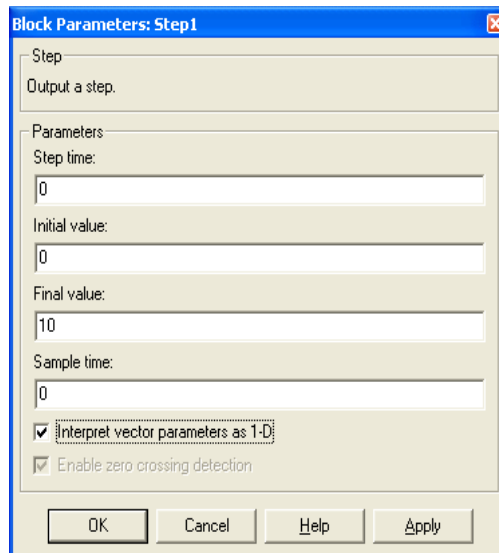 Block Parameters: Step1
Step
Output a step.
Parameters
Step time:
0
Initial value:
0
Final value:
10
Sample time:
0
Interpret vector parameters as 1-D
Enable zero crossing detection
OK Cancel Help Apply